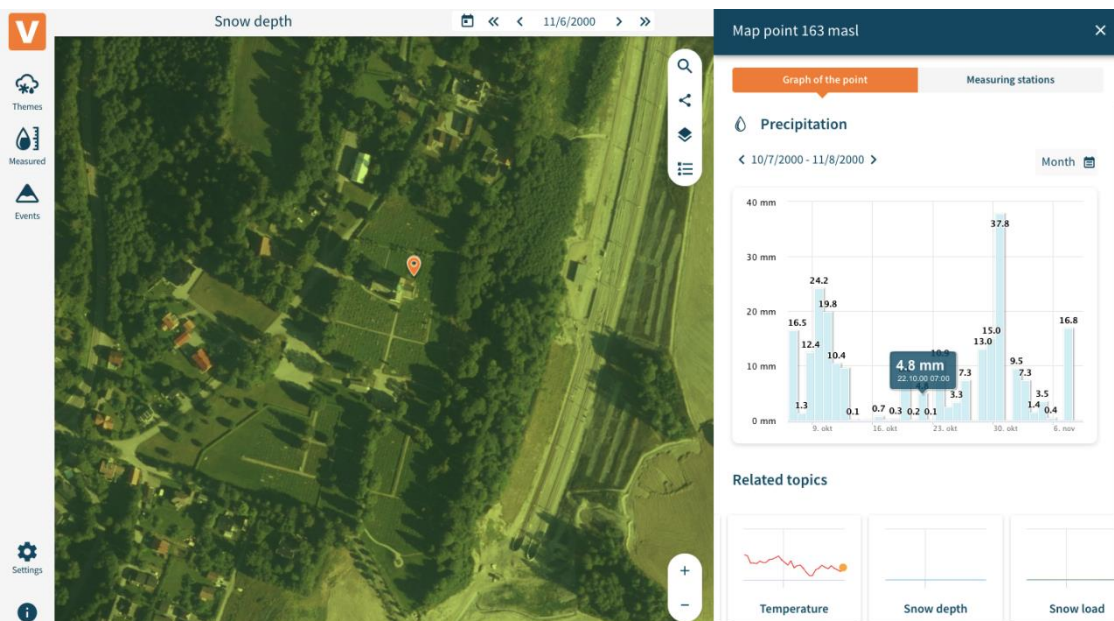 V
Snow depth
11/6/2000
Themes
Measured
Events
Settings
Map point 163 masl
Graph of the point
Measuring stations
Precipitation
10/7/2000 - 11/8/2000
Month
40 mm
30 mm
20 mm
10 mm
0 mm
16.5
1.3
12.4
24.2
19.8
10.4
0.1
0.7
0.3
0.2
4.8 mm
22.10.00 07:00
0.1
3.3
7.3
13.0
15.0
37.8
9.5
7.3
1.4
3.5
0.4
16.8
9. okt
16. okt
23. okt
30. okt
6. nov
Related topics
Temperature
Snow depth
Snow load